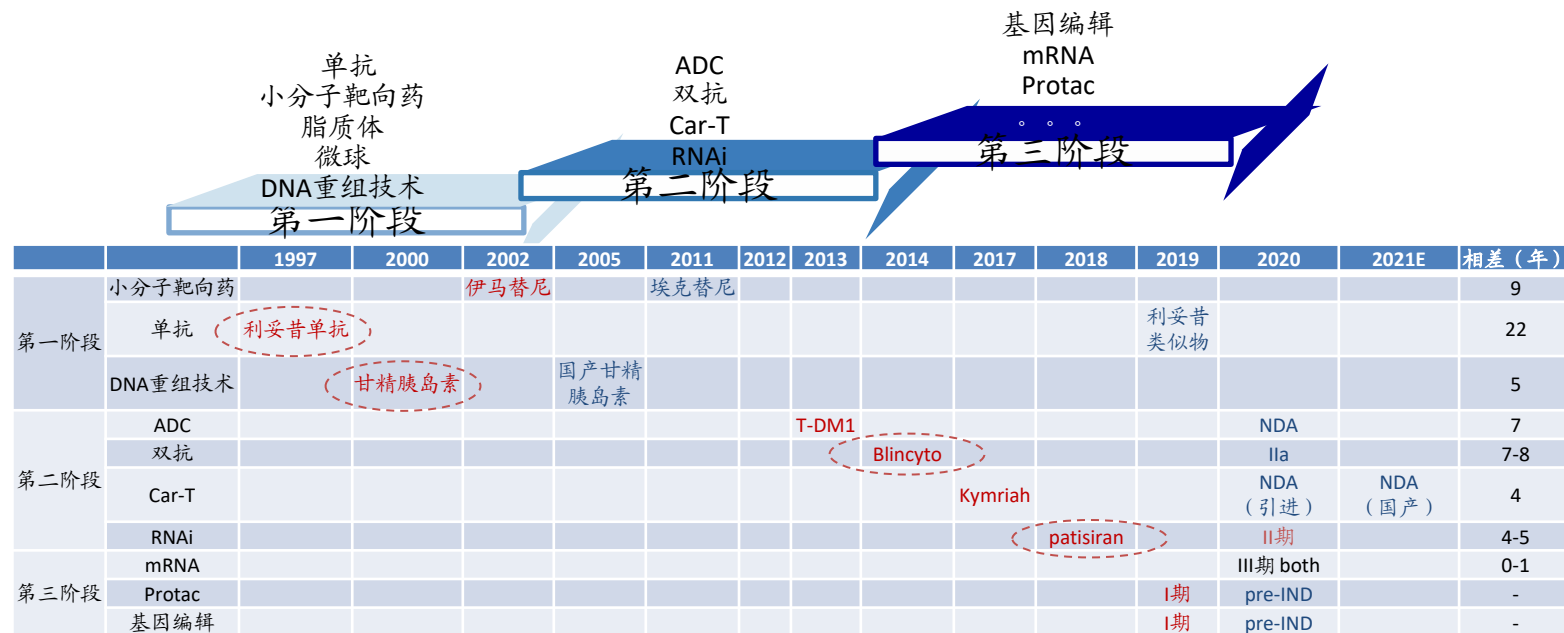 单抗
小分子靶向药
脂质体
微球
DNA重组技术
第一阶段
ADC
双抗
Car-T
RNAi
第二阶段
基因编辑
mRNA
Protac
。。。
第三阶段
1997 2000 2002 2005 2011 2012 2013 2014 2017 2018 2019 2020 2021E 相差（年）
第一阶段
小分子靶向药 伊马替尼 埃克替尼 9
单抗 利妥昔单抗 利妥昔 22
类似物
DNA重组技术 甘精胰岛素 国产甘精 5
胰岛素
第二阶段
ADC T-DM1 NDA 7
双抗 Blincyto IIa 7-8
Car-T Kymriah NDA NDA 4
（引进） （国产）
RNAi patisiran II期 4-5
第三阶段
mRNA III期 both 0-1
Protac I期 pre-IND -
基因编辑 I期 pre-IND -